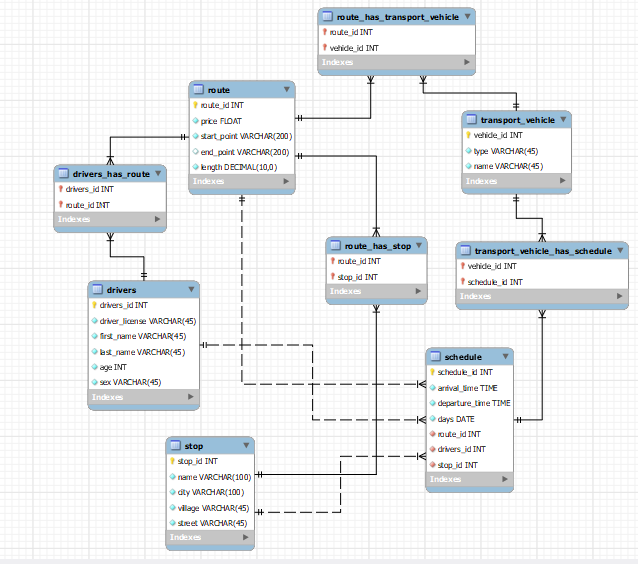 route_has_transport_vehicle
route_id INT
vehicle_id INT
Indexes
route
route_id INT
price FLOAT
start_point VARCHAR(200)
end_point VARCHAR(200)
length DECIMAL(10,0)
Indexes
transport_vehicle
vehicle_id INT
type VARCHAR(45)
name VARCHAR(45)
Indexes
drivers_has_route
drivers_id INT
route_id INT
Indexes
route_has_stop
route_id INT
stop_id INT
Indexes
transport_vehicle_has_schedule
vehicle_id INT
schedule_id INT
Indexes
drivers
drivers_id INT
driver_license VARCHAR(45)
first_name VARCHAR(45)
last_name VARCHAR(45)
age INT
sex VARCHAR(45)
Indexes
schedule
schedule_id INT
arrival_time TIME
departure_time TIME
days DATE
route_id INT
drivers_id INT
stop_id INT
Indexes
stop
stop_id INT
name VARCHAR(100)
city VARCHAR(100)
village VARCHAR(45)
street VARCHAR(45)
Indexes